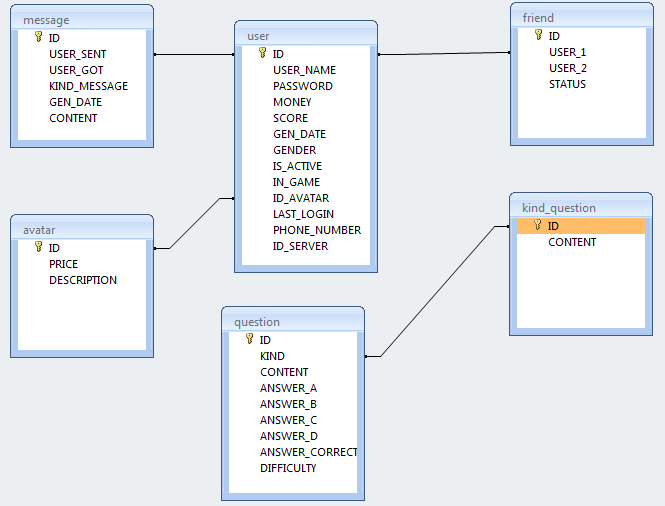 message
ID
USER_SENT
USER_GOT
KIND_MESSAGE
GEN_DATE
CONTENT
user
ID
USER_NAME
PASSWORD
MONEY
SCORE
GEN_DATE
GENDER
IS_ACTIVE
IN_GAME
ID_AVATAR
LAST_LOGIN
PHONE_NUMBER
ID_SERVER
friend
ID
USER_1
USER_2
STATUS
avatar
ID
PRICE
DESCRIPTION
kind_question
ID
CONTENT
question
ID
KIND
CONTENT
ANSWER_A
ANSWER_B
ANSWER_C
ANSWER_D
ANSWER_CORRECT
DIFFICULTY